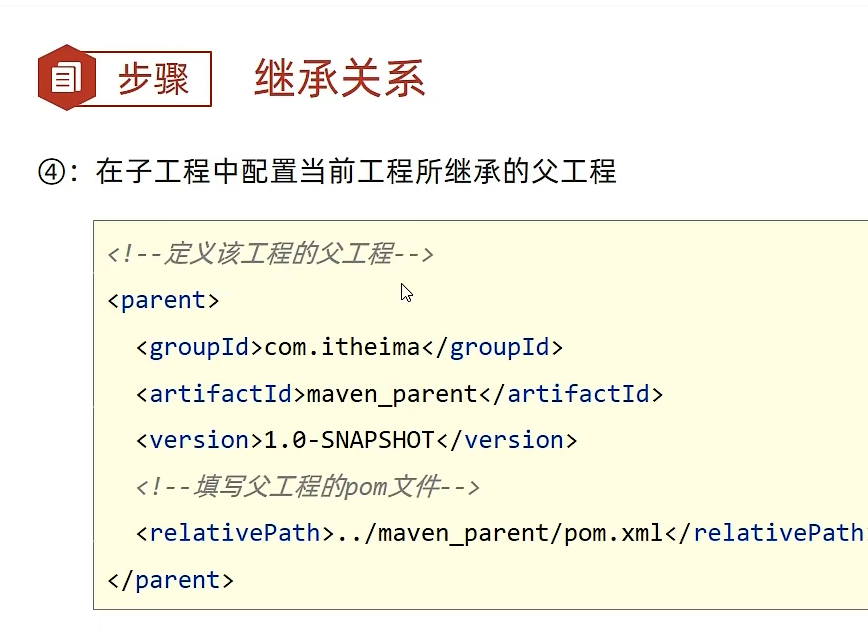 步骤 继承关系
④：在子工程中配置当前工程所继承的父工程
<!--定义该工程的父工程-->
<parent>
<groupId>com.itheima</groupId>
<artifactId>maven_parent</artifactId>
<version>1.0-SNAPSHOT</version>
<!--填写父工程的pom文件-->
<relativePath>../maven_parent/pom.xml</relativePath
</parent>